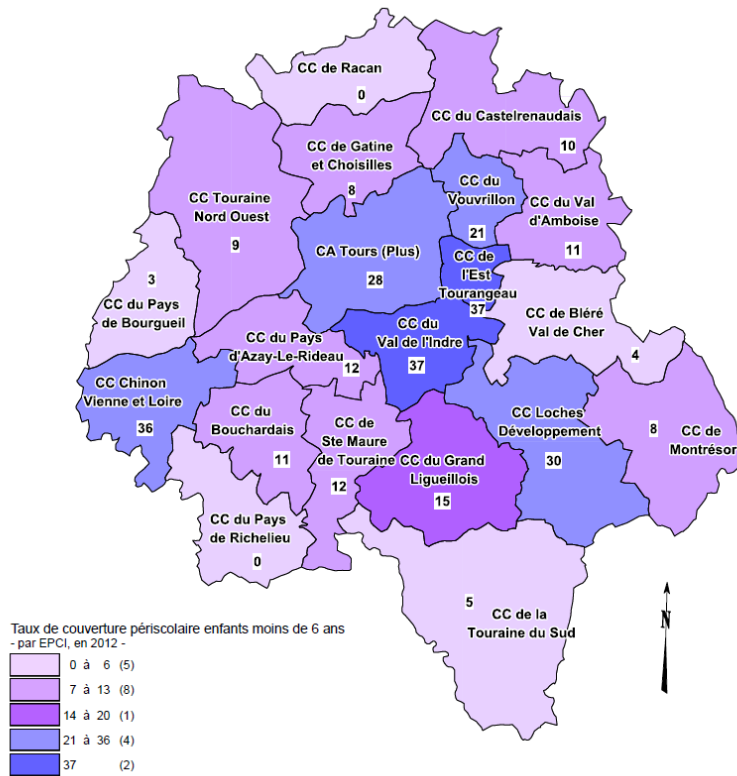 CC de Racan
0
CC du Castelrenaudais
10
CC de Gatine
et Choisilles
8
CC du
Vouvrillon
21
CC du Val
d'Amboise
11
CC Touraine
Nord Ouest
9
CA Tours (Plus)
28
CC de
l'Est
Tourangeau
37
3
CC du Pays
de Bourgueil
CC de Bléré
Val de Cher
4
CC du Pays
d'Azay-Le-Rideau
12
CC du
Val de l'Indre
37
CC Chinon
Vienne et Loire
36
CC du
Bouchardais
11
CC de
Ste Maure
de Touraine
12
CC Loches
Développement
30
8
CC de
Montrésor
CC du Grand
Ligueillois
15
CC du Pays
de Richelieu
0
5
CC de la
Touraine du Sud
N
Taux de couverture périscolaire enfants moins de 6 ans
- par EPCI, en 2012 -
0 à 6 (5)
7 à 13 (8)
14 à 20 (1)
21 à 36 (4)
37 (2)